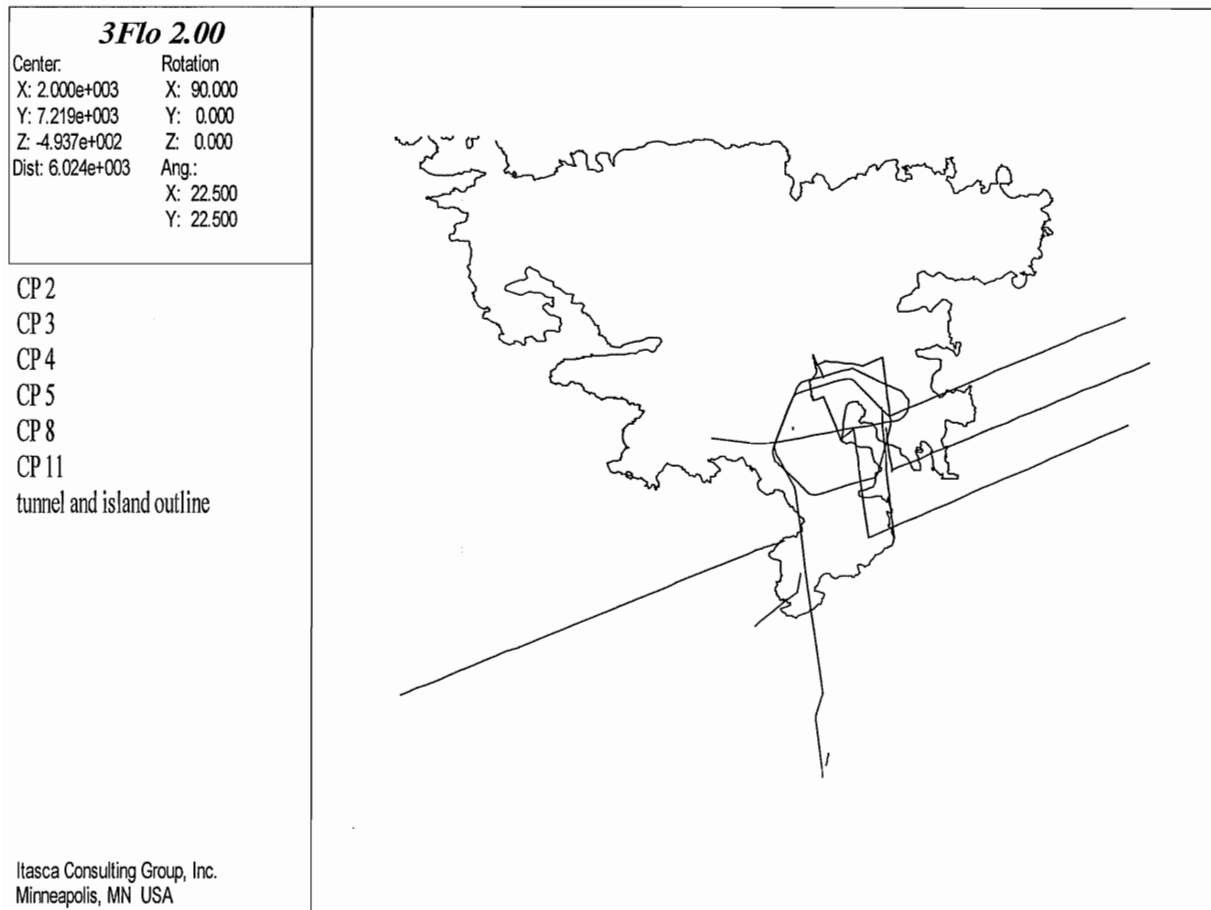 3Flo 2.00
Center: Rotation
X: 2.000e+003 X: 90.000
Y: 7.219e+003 Y: 0.000
Z: -4.937e+002 Z: 0.000
Dist: 6.024e+003 Ang.:
X: 22.500
Y: 22.500
CP 2
CP 3
CP 4
CP 5
CP 8
CP 11
tunnel and island outline
Itasca Consulting Group, Inc.
Minneapolis, MN USA